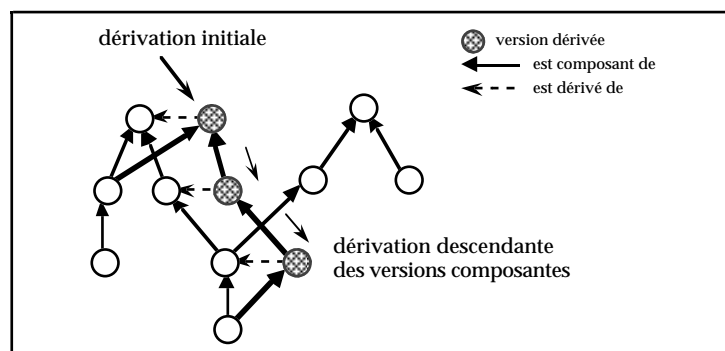 dérivation initiale
version dérivée
est composant de
est dérivé de
dérivation descendante
des versions composantes